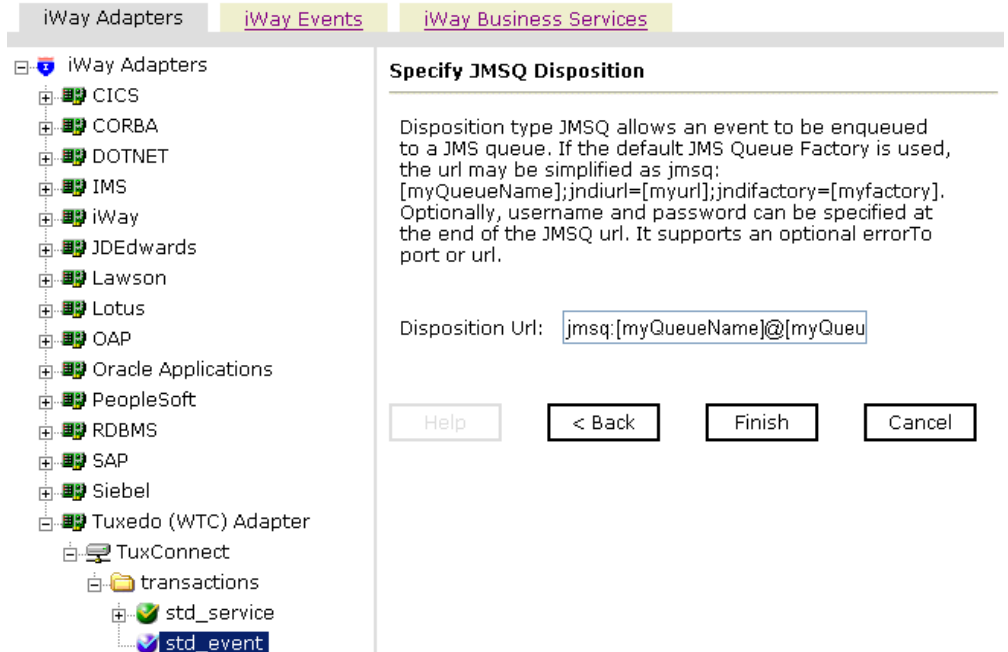 iWay Adapters
iWay Events
iWay Business Services
iWay Adapters
CICS
CORBA
DOTNET
IMS
iWay
JDEdwards
Lawson
Lotus
OAP
Oracle Applications
PeopleSoft
RDBMS
SAP
Siebel
Tuxedo (WTC) Adapter
TuxConnect
transactions
std_service
std_event
Specify JMSQ Disposition
Disposition type JMSQ allows an event to be enqueued
to a JMS queue. If the default JMS Queue Factory is used,
the url may be simplified as jmsq:
[myQueueName];jndiurl=[myurl];jndifactory=[myfactory].
Optionally, username and password can be specified at
the end of the JMSQ url. It supports an optional errorTo
port or url.
Disposition Url: jmsq:[myQueueName]@[myQueu
Help
< Back
Finish
Cancel